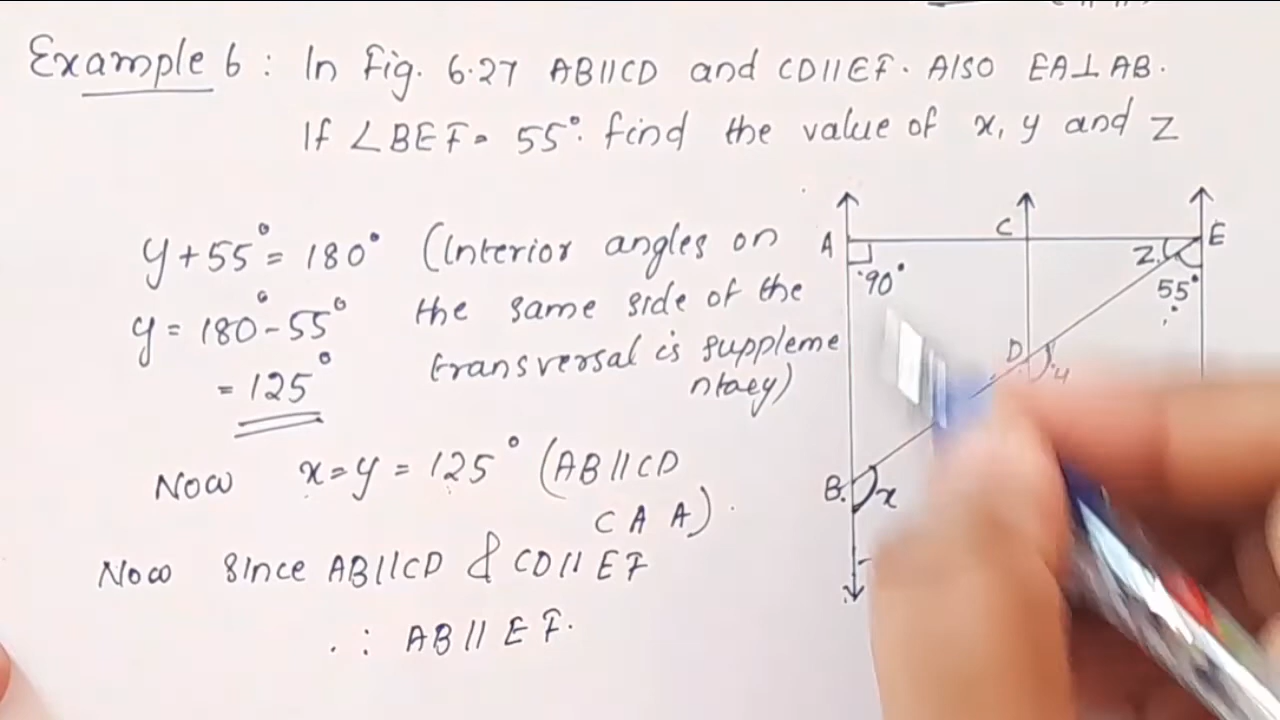 Example 6 : In Fig. 6.27 AB||CD and CD||EF. Also EA⊥AB.
If ∠BEF = 55°. find the value of x, y and z
y + 55° = 180° (Interior angles on
y = 180° - 55° the same side of the
= 125° transversal is suppleme
ntaey)
Now x = y = 125° (AB||CD
CAA).
Now since AB||CD & CD||EF
∴ AB||EF.
A C E
90° z 55°
D y
B x